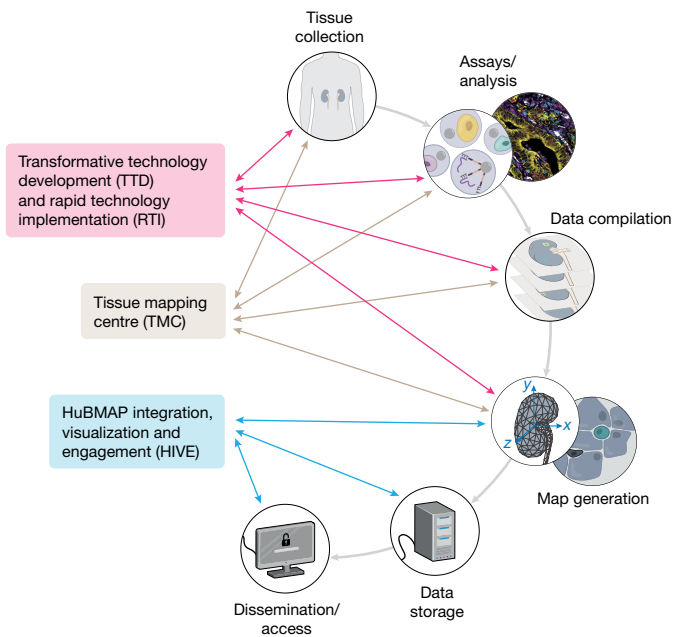 Tissue
collection
Assays/
analysis
Transformative technology
development (TTD)
and rapid technology
implementation (RTI)
Data compilation
Tissue mapping
centre (TMC)
y
x
z
HuBMAP integration,
visualization and
engagement (HIVE)
Map generation
Data
storage
Dissemination/
access